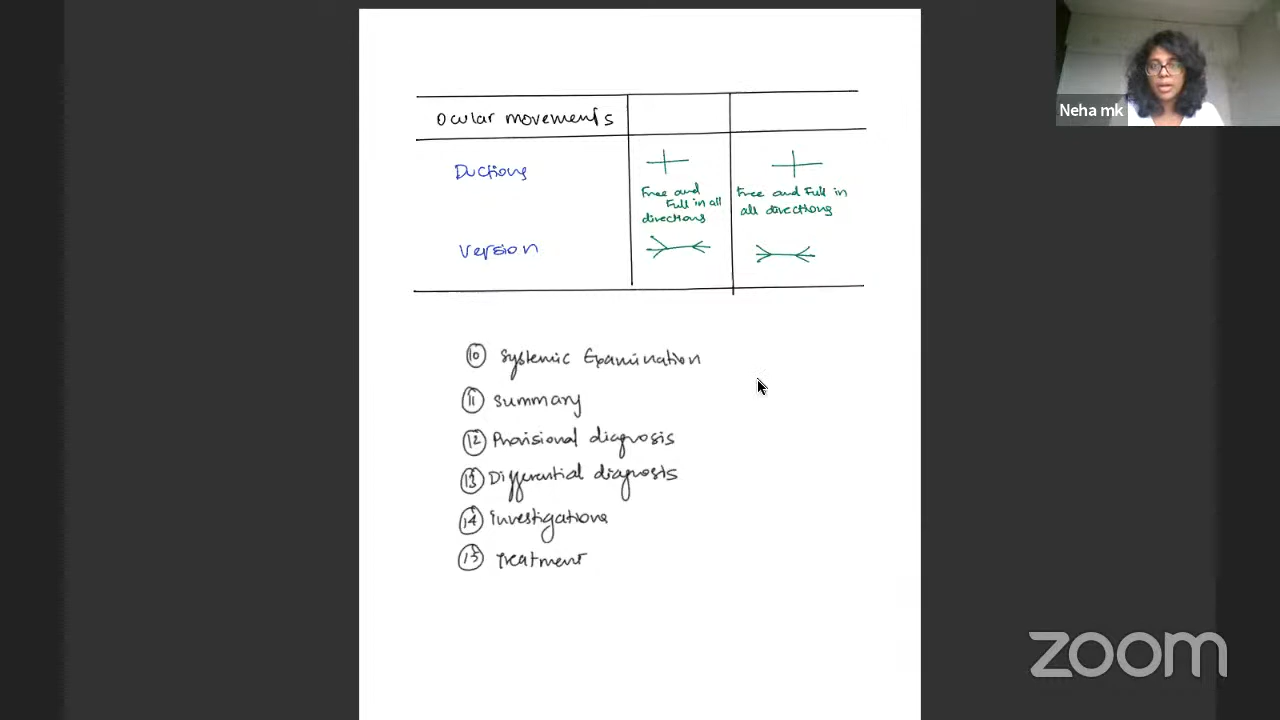 Neha mk
Ocular movements
Ductions
Free and
Full in all
directions
Free and Full in
all directions
Version
10 Systemic Examination
11 Summary
12 Provisional diagnosis
13 Differential diagnosis
14 Investigations
15 Treatment
zoom